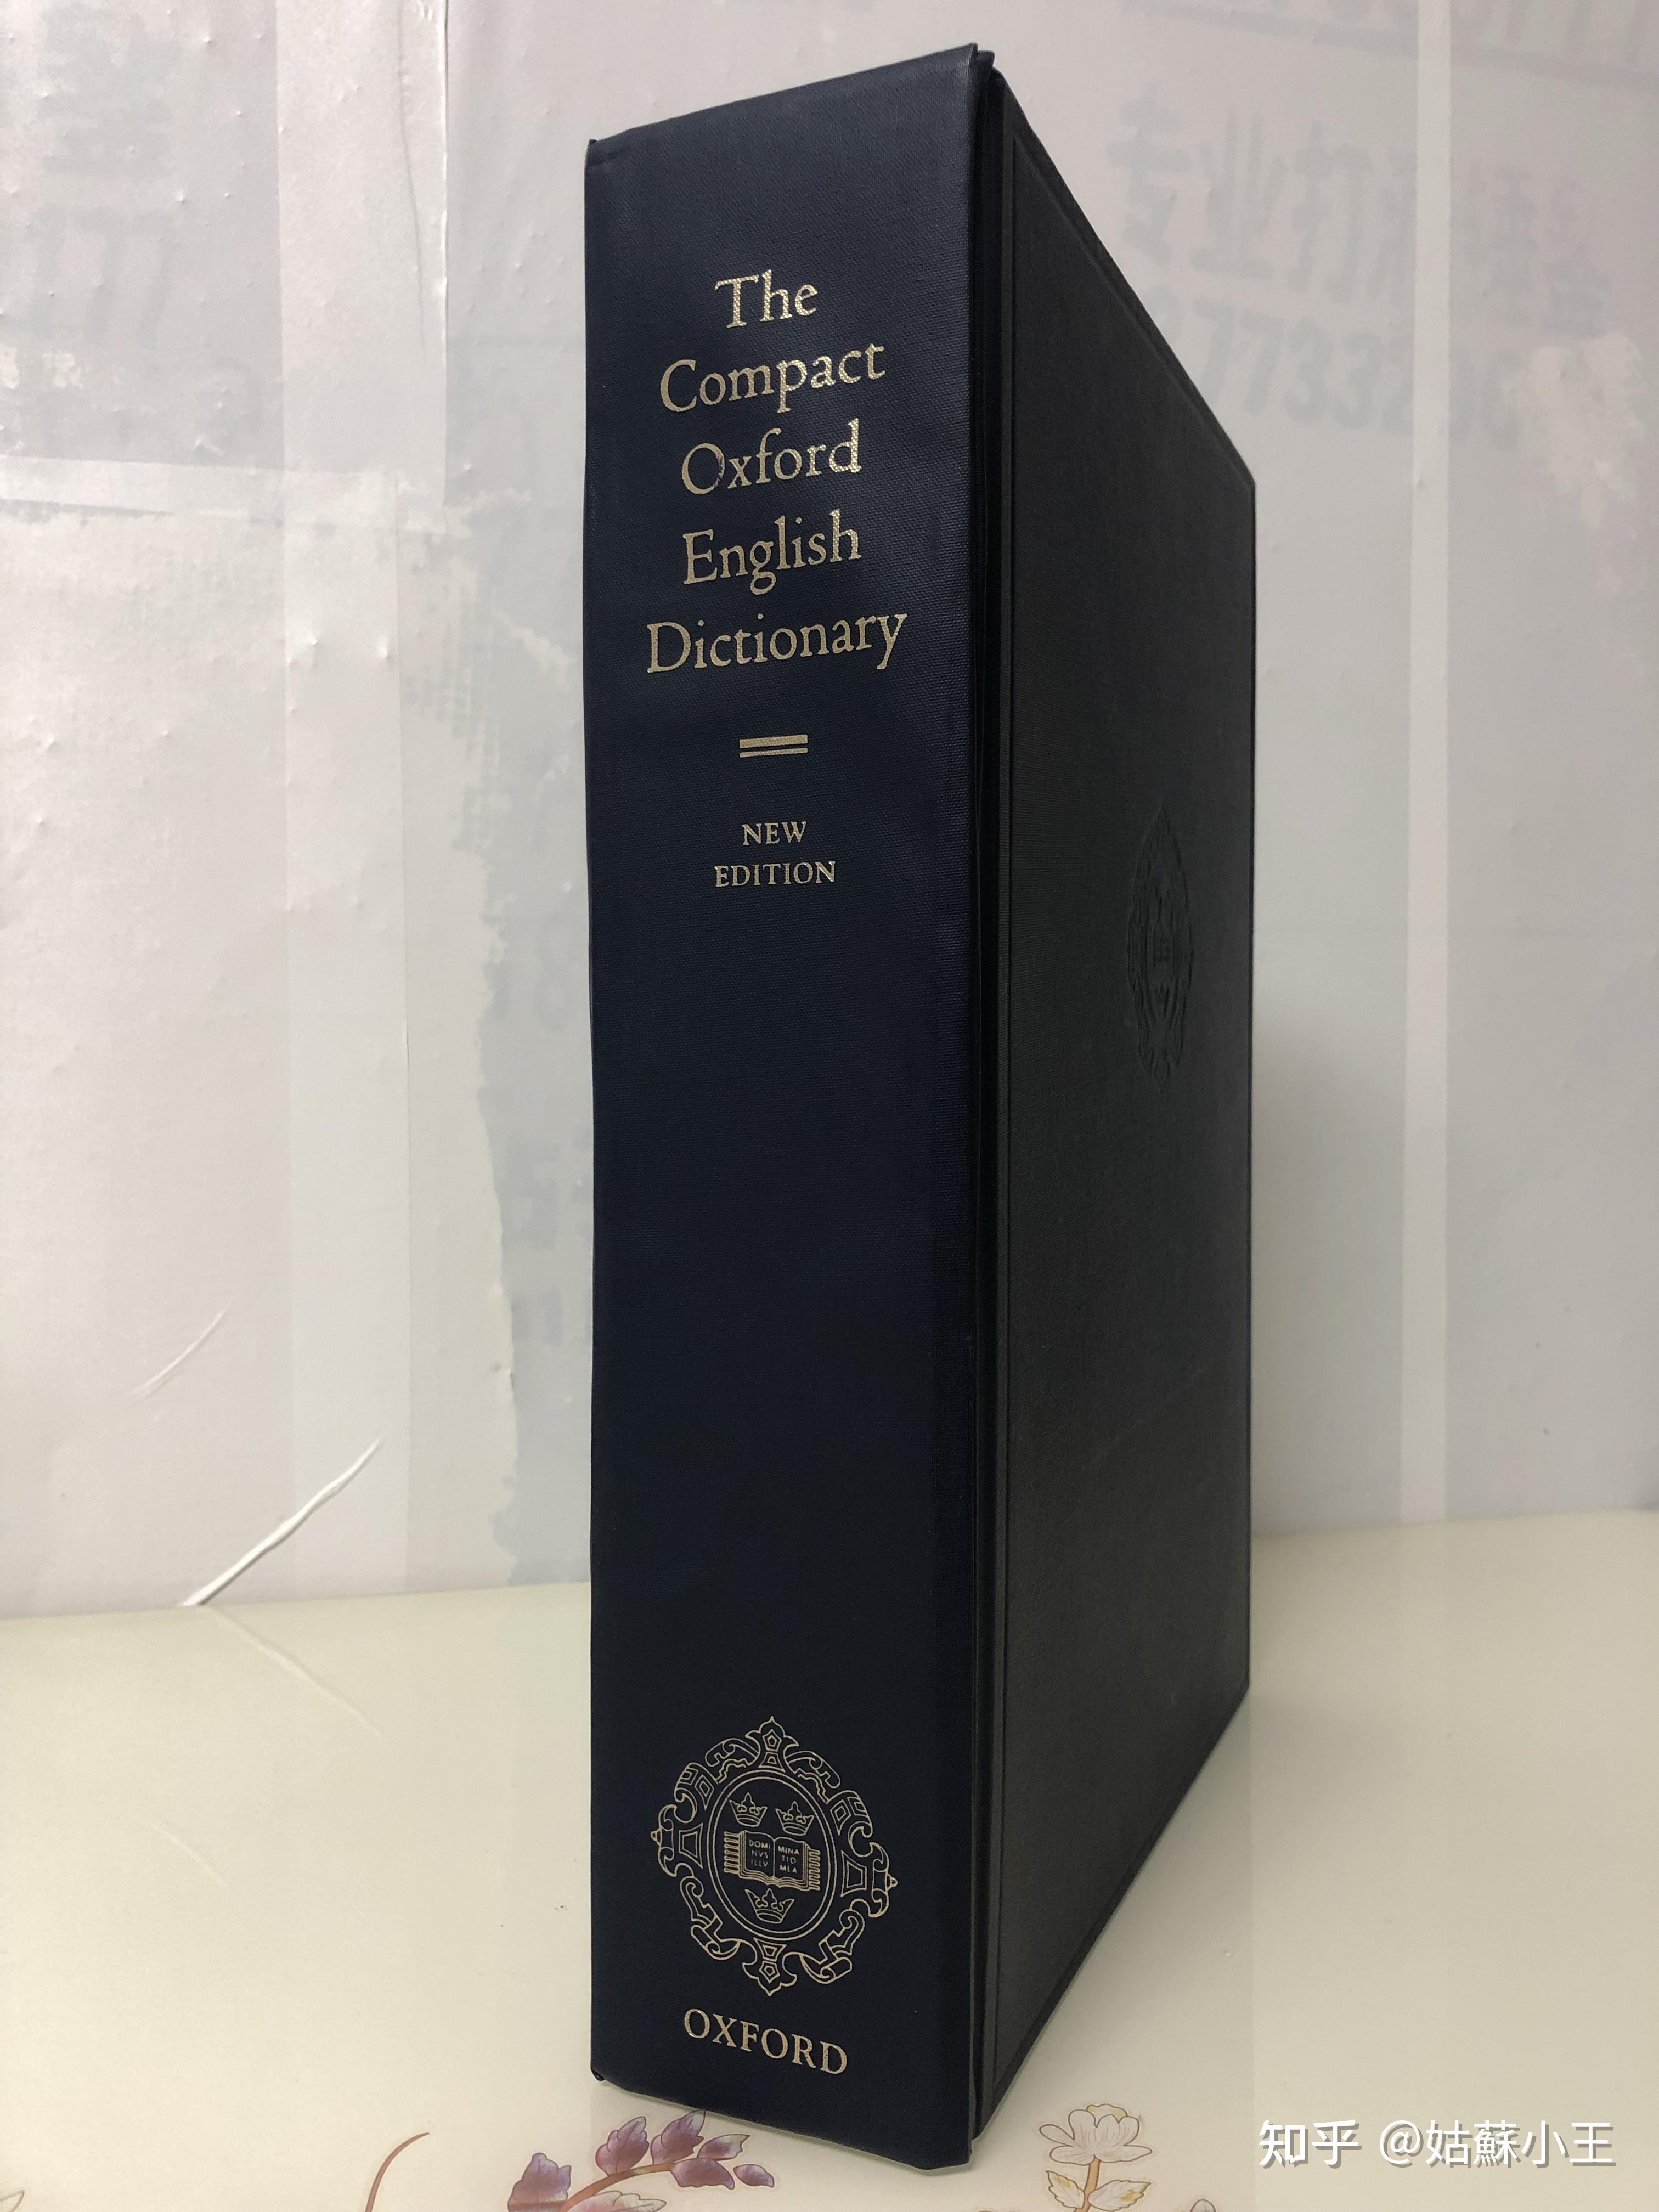 The
Compact
Oxford
English
Dictionary
NEW
EDITION
DOMI MINA
NVS TIO
ILLV MEA
OXFORD
知乎 @姑蘇小王